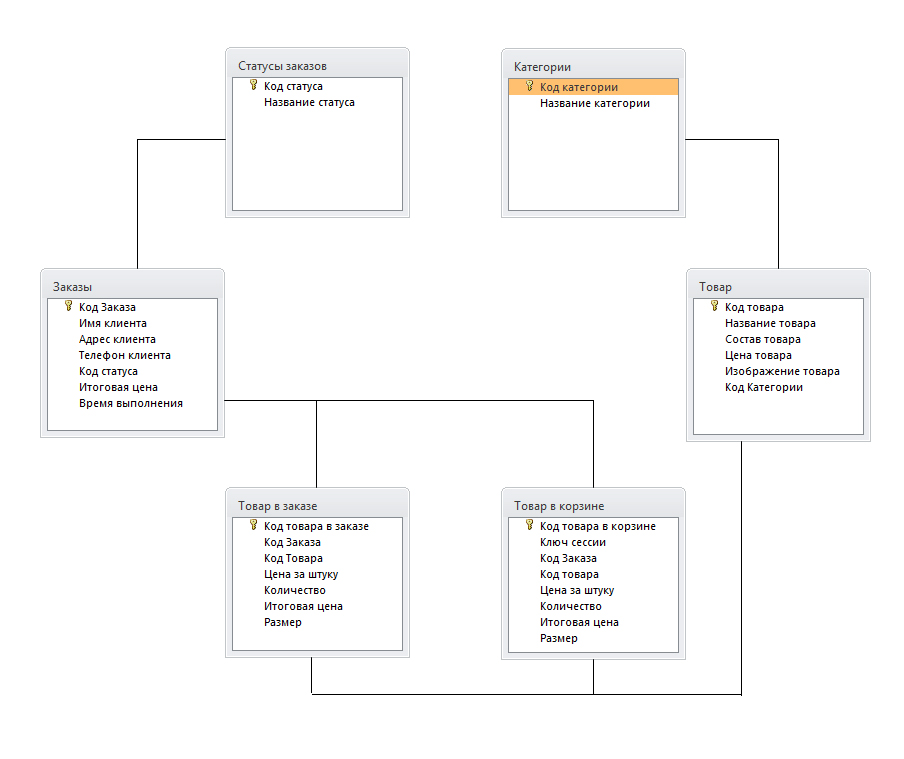 Статусы заказов
Код статуса
Название статуса
Категории
Код категории
Название категории
Заказы
Код Заказа
Имя клиента
Адрес клиента
Телефон клиента
Код статуса
Итоговая цена
Время выполнения
Товар
Код товара
Название товара
Состав товара
Цена товара
Изображение товара
Код Категории
Товар в заказе
Код товара в заказе
Код Заказа
Код Товара
Цена за штуку
Количество
Итоговая цена
Размер
Товар в корзине
Код товара в корзине
Ключ сессии
Код Заказа
Код товара
Цена за штуку
Количество
Итоговая цена
Размер